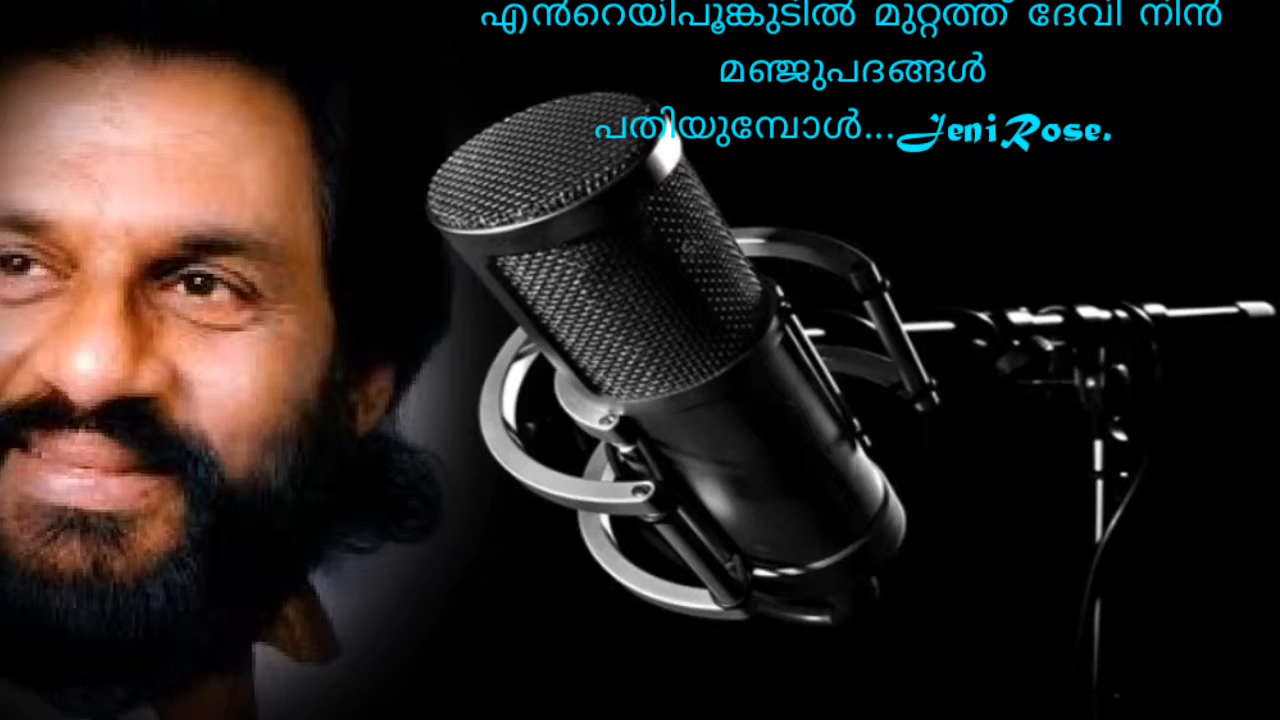 എൻറെയീപൂങ്കുടിൽ മുറ്റത്ത് ദേവി നിൻ
മഞ്ജുപദങ്ങൾ
പതിയുമ്പോൾ...JeniRose.